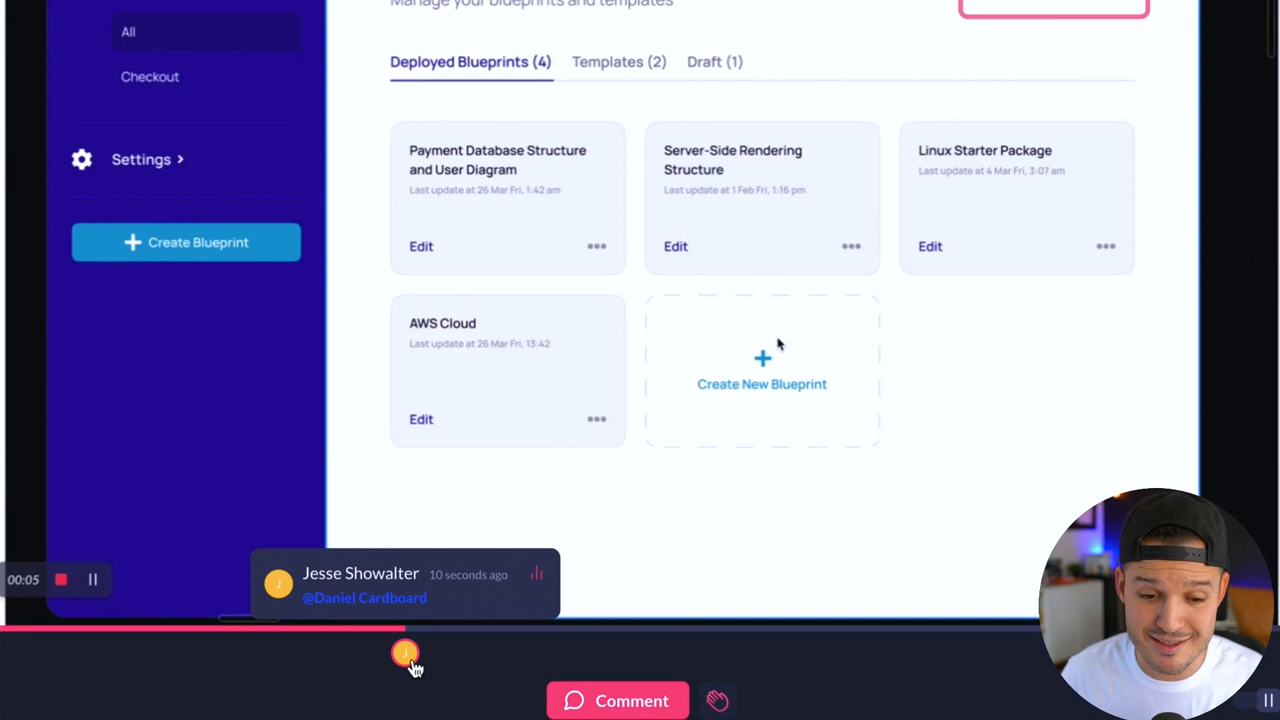 Manage your blueprints and templates
All
Checkout
Settings
Create Blueprint
Deployed Blueprints (4)
Templates (2)
Draft (1)
Payment Database Structure
and User Diagram
Last update at 26 Mar Fri, 1:42 am
Edit
Server-Side Rendering
Structure
Last update at 1 Feb Fri, 1:16 pm
Edit
Linux Starter Package
Last update at 4 Mar Fri, 3:07 am
Edit
AWS Cloud
Last update at 26 Mar Fri, 13:42
Edit
Create New Blueprint
00:05
J
Jesse Showalter 10 seconds ago
@Daniel Cardboard
J
Comment